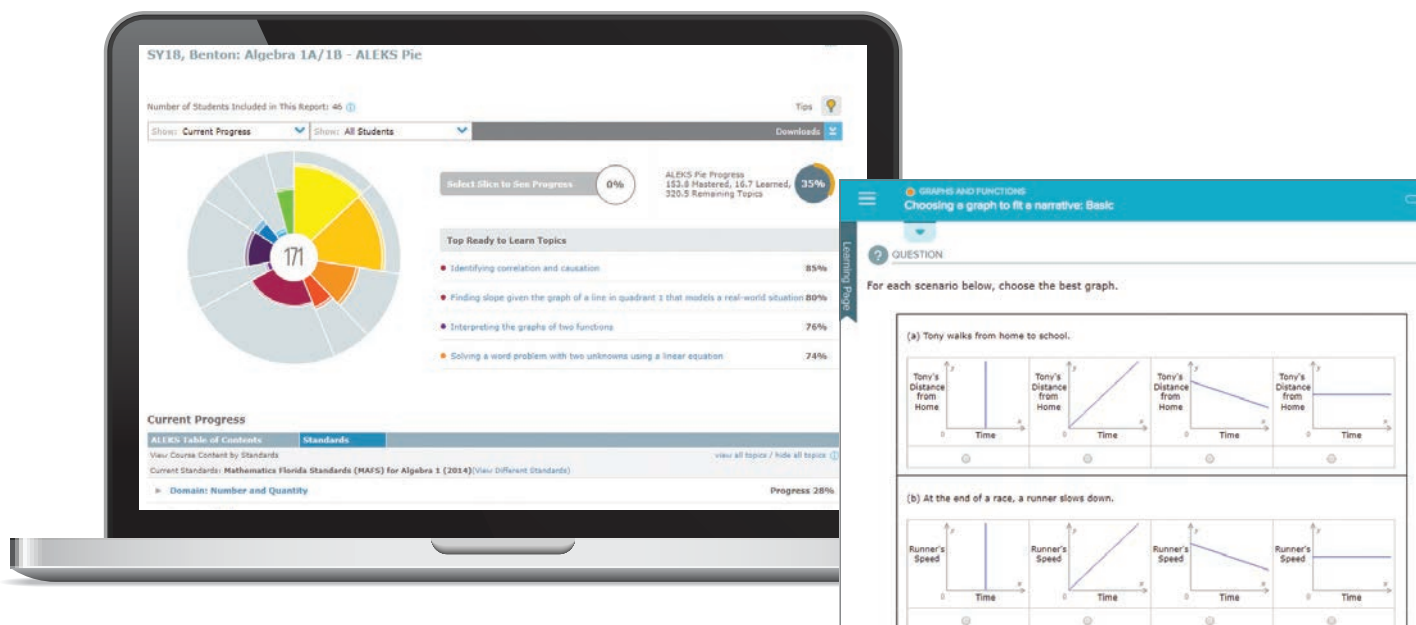 SY18, Benton: Algebra 1A/1B - ALEKS Pie
Number of Students Included in This Report: 46
Tips
Show: Current Progress
Show: All Students
Downloads
171
Select Slice to See Progress
0%
ALEKS Pie Progress
153.8 Mastered, 16.7 Learned,
320.5 Remaining Topics
35%
Top Ready to Learn Topics
Identifying correlation and causation 85%
Finding slope given the graph of a line in quadrant 1 that models a real-world situation 80%
Interpreting the graphs of two functions 76%
Solving a word problem with two unknowns using a linear equation 74%
Current Progress
ALEKS Table of Contents
Standards
View Course Content by Standards
view all topics / hide all topics
Current Standards: Mathematics Florida Standards (MAFS) for Algebra 1 (2014)(View Different Standards)
Domain: Number and Quantity Progress 28%
GRAPHS AND FUNCTIONS
Choosing a graph to fit a narrative: Basic
Learning Page
? QUESTION
For each scenario below, choose the best graph.
(a) Tony walks from home to school.
Tony's
Distance
from
Home
y
x
0
Time
Tony's
Distance
from
Home
y
x
0
Time
Tony's
Distance
from
Home
y
x
0
Time
Tony's
Distance
from
Home
y
x
0
Time
(b) At the end of a race, a runner slows down.
Runner's
Speed
y
x
0
Time
Runner's
Speed
y
x
0
Time
Runner's
Speed
y
x
0
Time
Runner's
Speed
y
x
0
Time